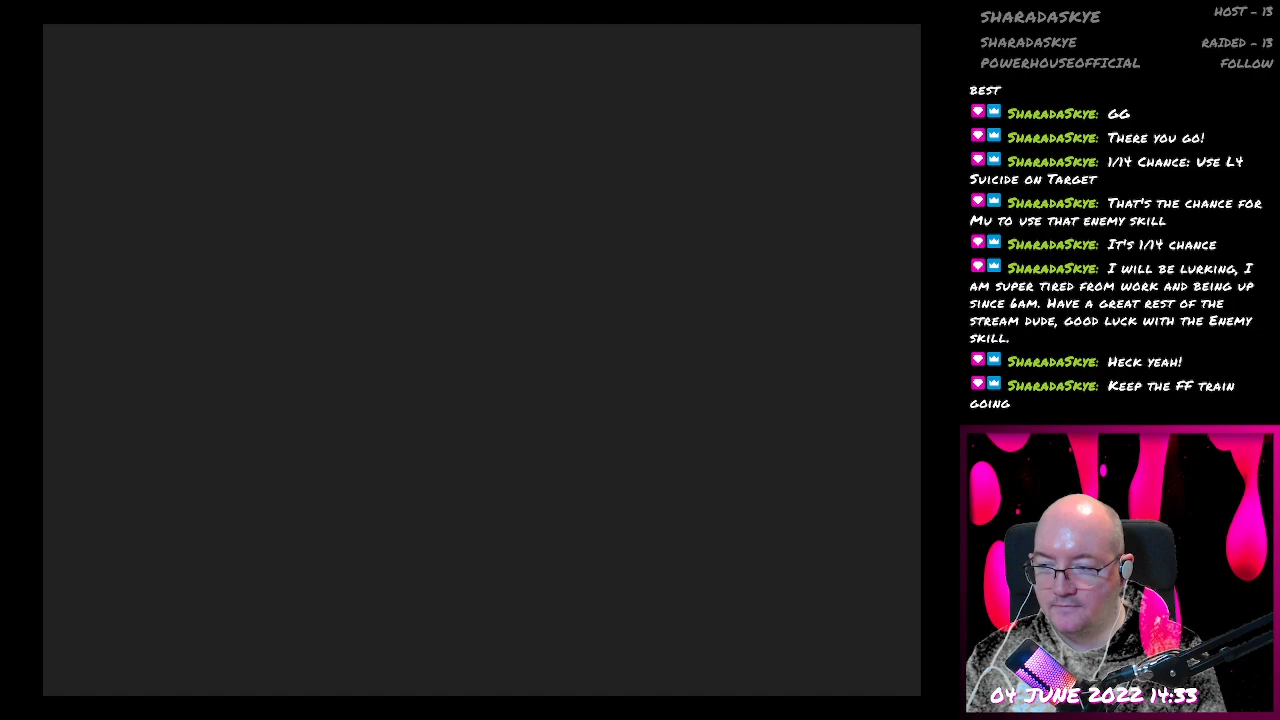 SHARADASKYE HOST - 13
SHARADASKYE RAIDED - 13
POWERHOUSEOFFICIAL FOLLOW
BEST
SHARADASKYE: GG
SHARADASKYE: THERE YOU GO!
SHARADASKYE: 1/14 CHANCE: USE L4
SUICIDE ON TARGET
SHARADASKYE: THAT'S THE CHANCE FOR
MU TO USE THAT ENEMY SKILL
SHARADASKYE: IT'S 1/14 CHANCE
SHARADASKYE: I WILL BE LURKING, I
AM SUPER TIRED FROM WORK AND BEING UP
SINCE 6AM. HAVE A GREAT REST OF THE
STREAM DUDE, GOOD LUCK WITH THE ENEMY
SKILL.
SHARADASKYE: HECK YEAH!
SHARADASKYE: KEEP THE FF TRAIN
GOING
04 JUNE 2022 14:33